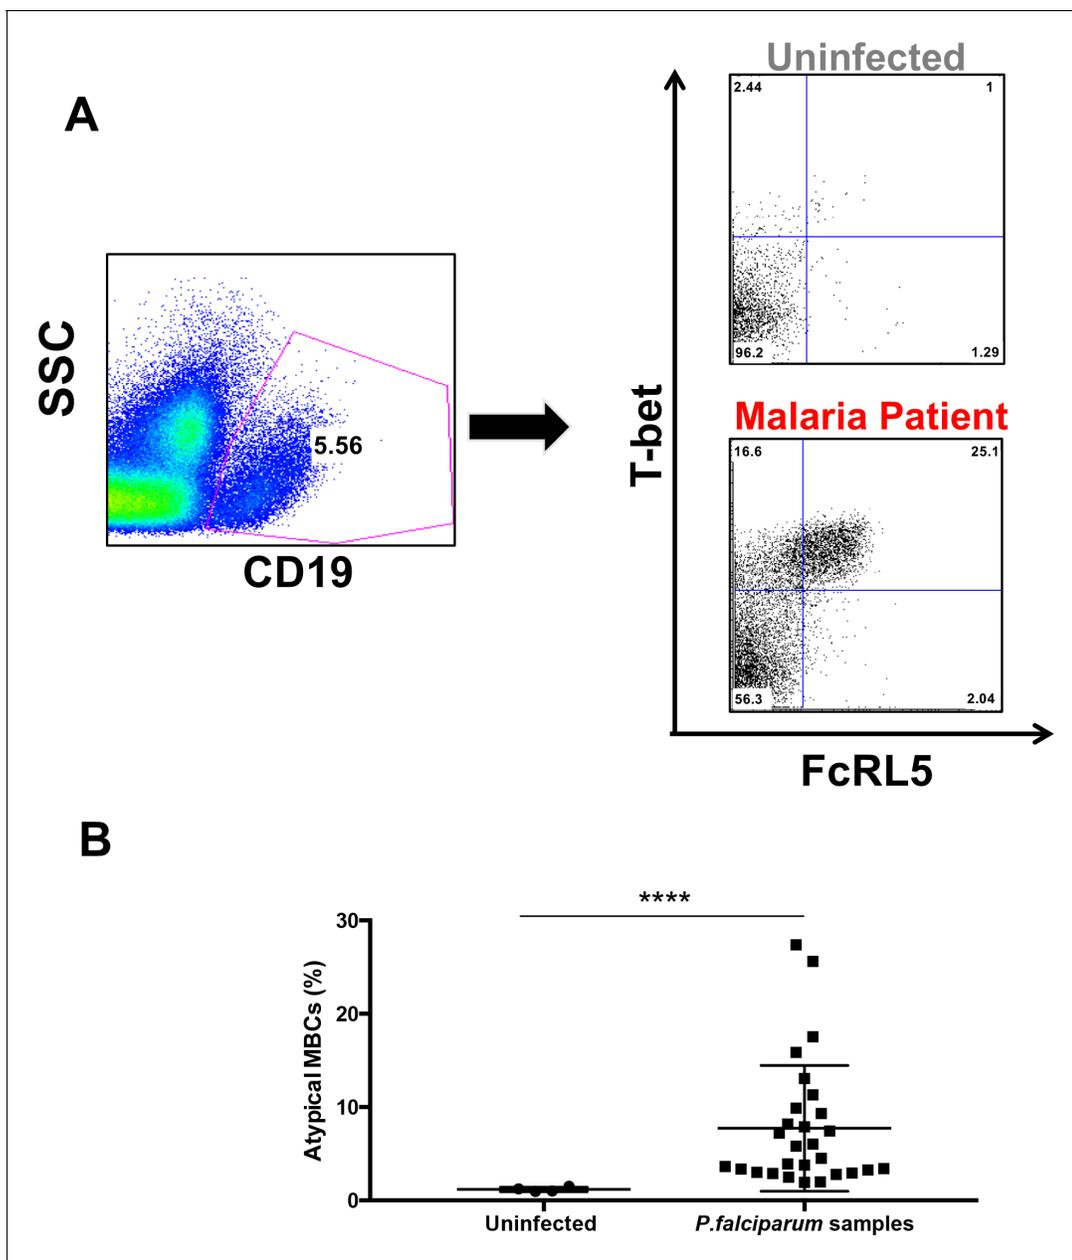 A
SSC
5.56
CD19
Uninfected
2.44
1
96.2
1.29
Malaria Patient
16.6
25.1
56.3
2.04
T-bet
FcRL5
B
****
30
20
10
0
Atypical MBCs (%)
Uninfected
P.falciparum samples